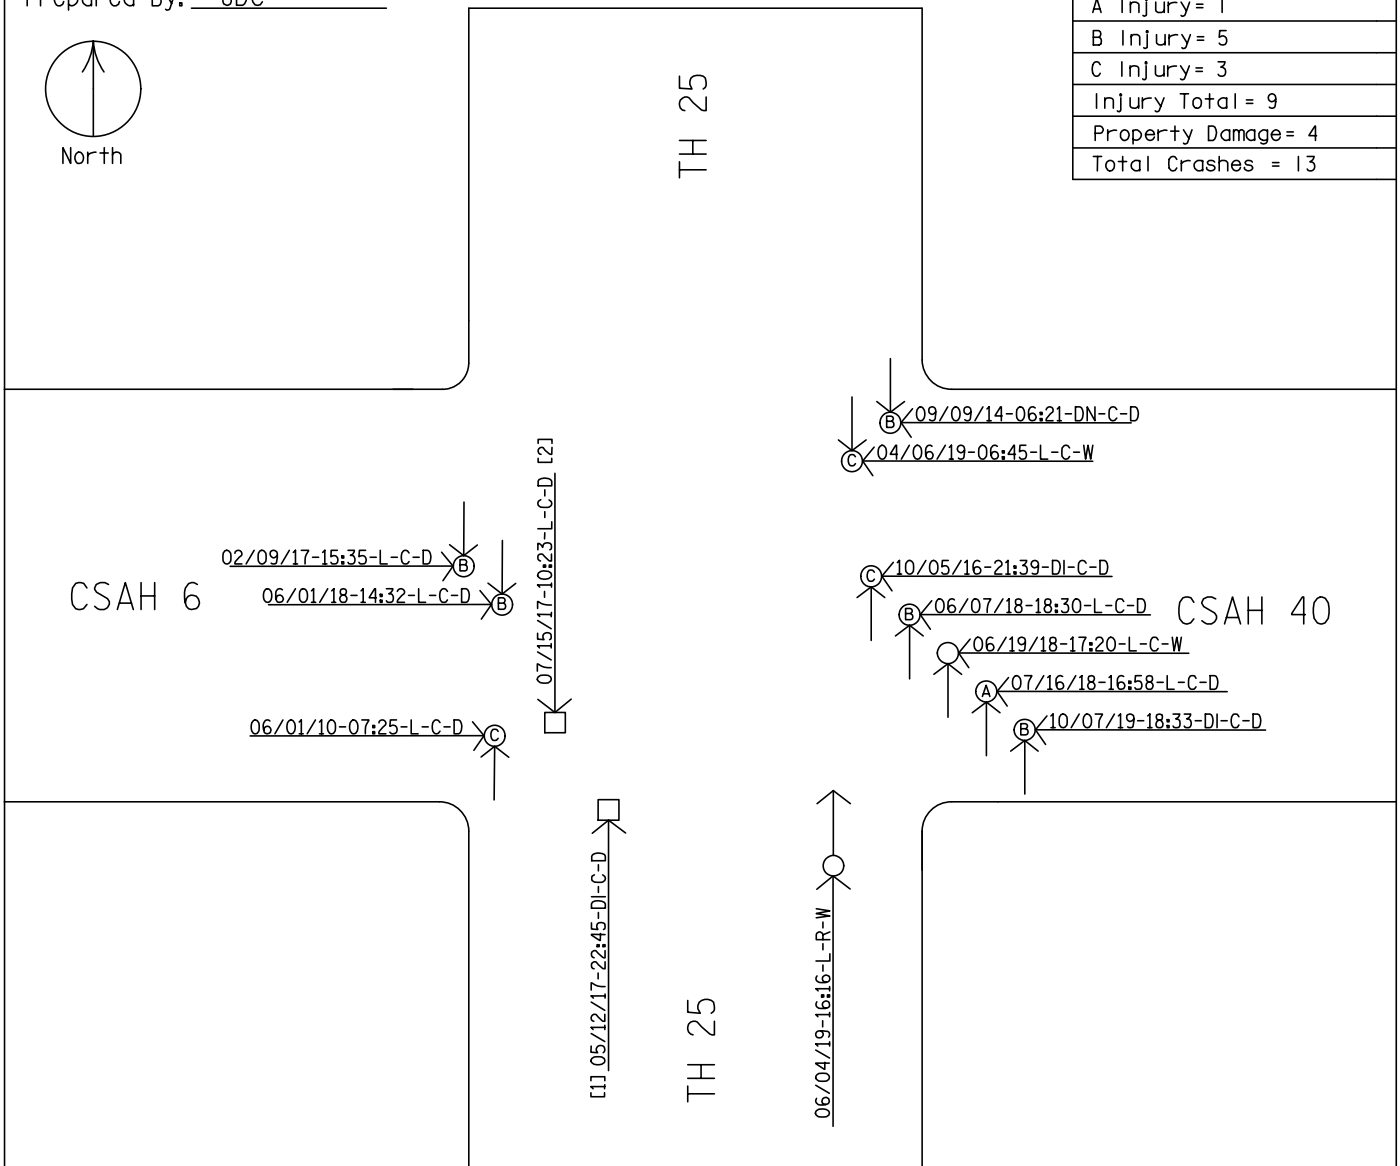 Prepared By: JDC
A Injury= 1
B Injury= 5
C Injury= 3
Injury Total= 9
Property Damage= 4
Total Crashes = 13
North
TH 25
B 09/09/14-06:21-DN-C-D
C 04/06/19-06:45-L-C-W
07/15/17-10:23-L-C-D [2]
02/09/17-15:35-L-C-D B
06/01/18-14:32-L-C-D B
CSAH 6
C 10/05/16-21:39-DI-C-D
B 06/07/18-18:30-L-C-D
CSAH 40
06/19/18-17:20-L-C-W
A 07/16/18-16:58-L-C-D
B 10/07/19-18:33-DI-C-D
06/01/10-07:25-L-C-D C
[1] 05/12/17-22:45-DI-C-D
06/04/19-16:16-L-R-W
TH 25